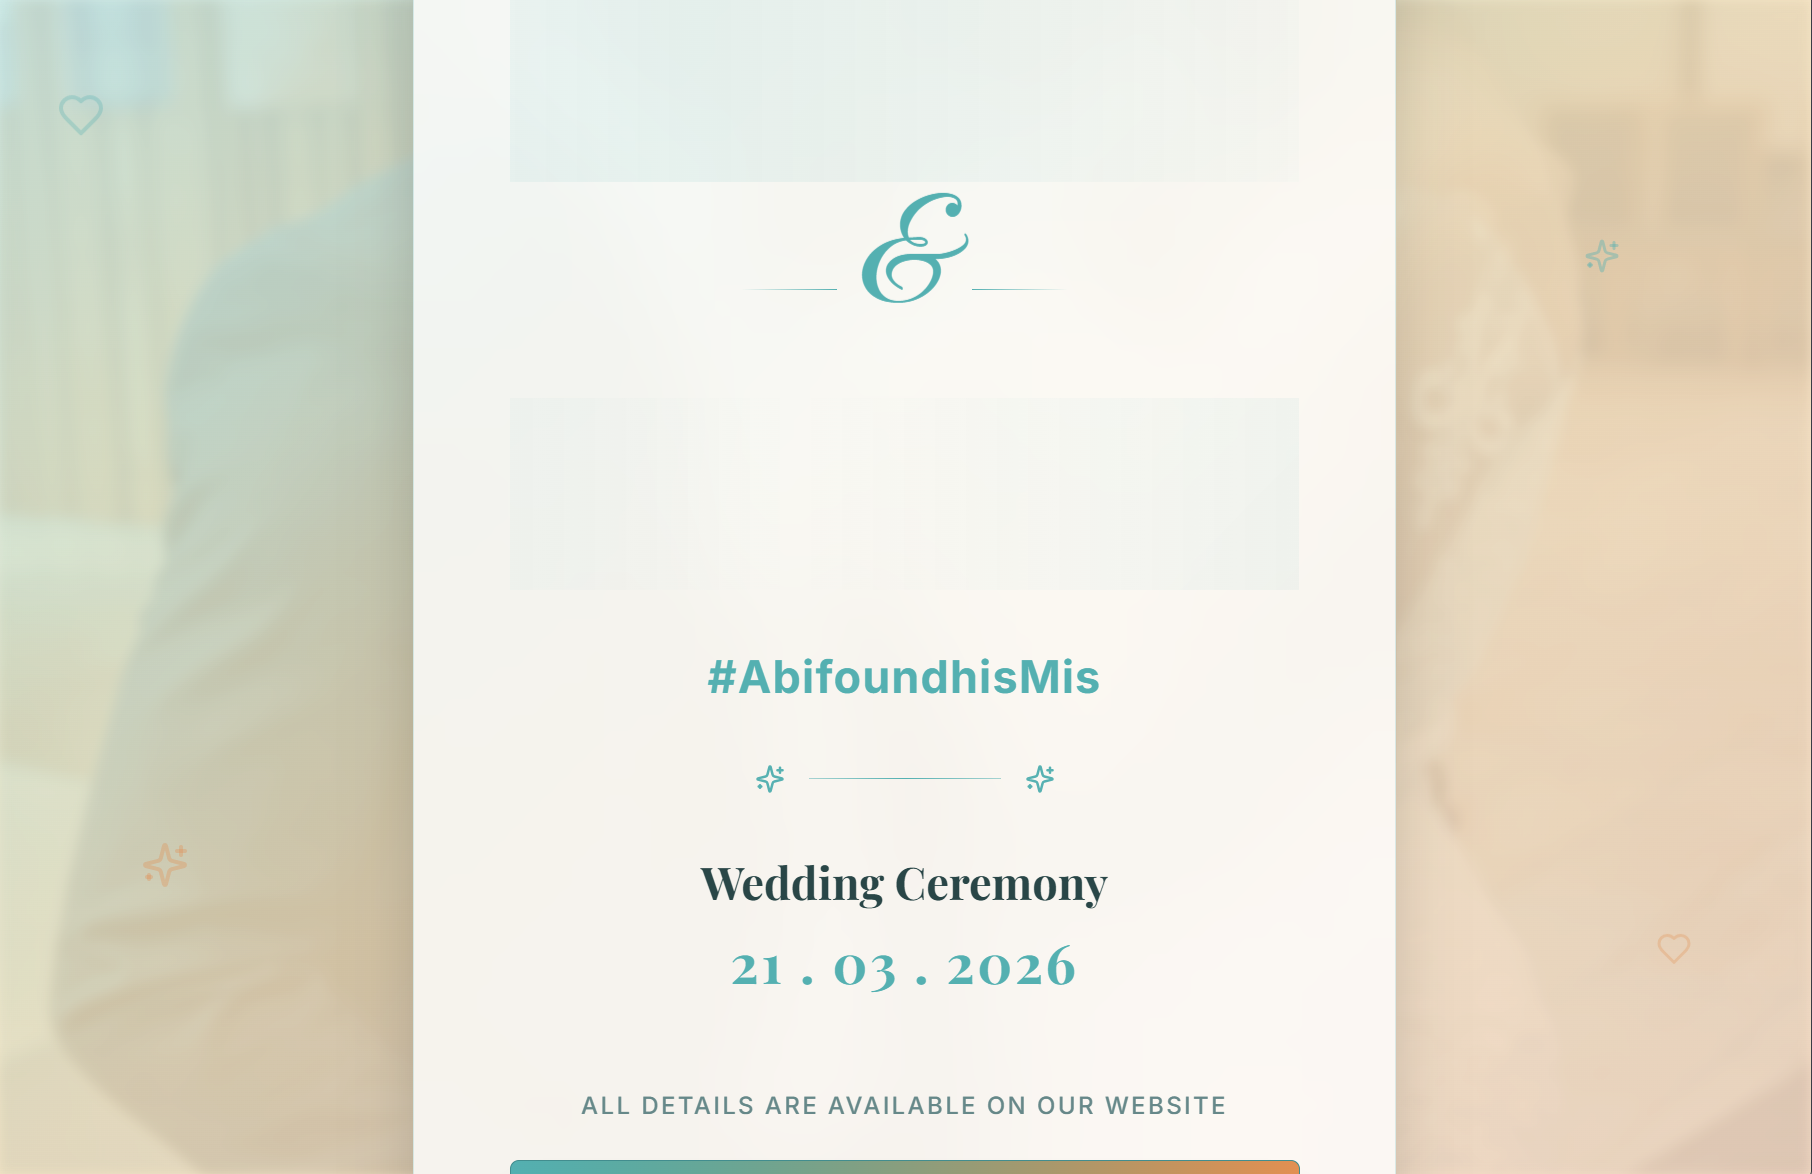 &
#AbifoundhisMis
Wedding Ceremony
21 . 03 . 2026
ALL DETAILS ARE AVAILABLE ON OUR WEBSITE